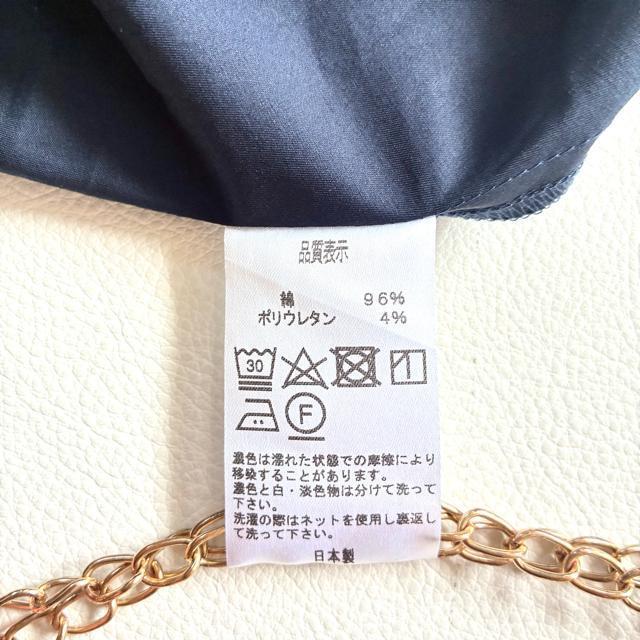 品質表示
綿 96%
ポリウレタン 4%
30
F
濃色は濡れた状態での摩擦により
移染することがあります。
濃色と白・淡色物は分けて洗って
下さい。
洗濯の際はネットを使用し裏返し
て洗って下さい。
日本製